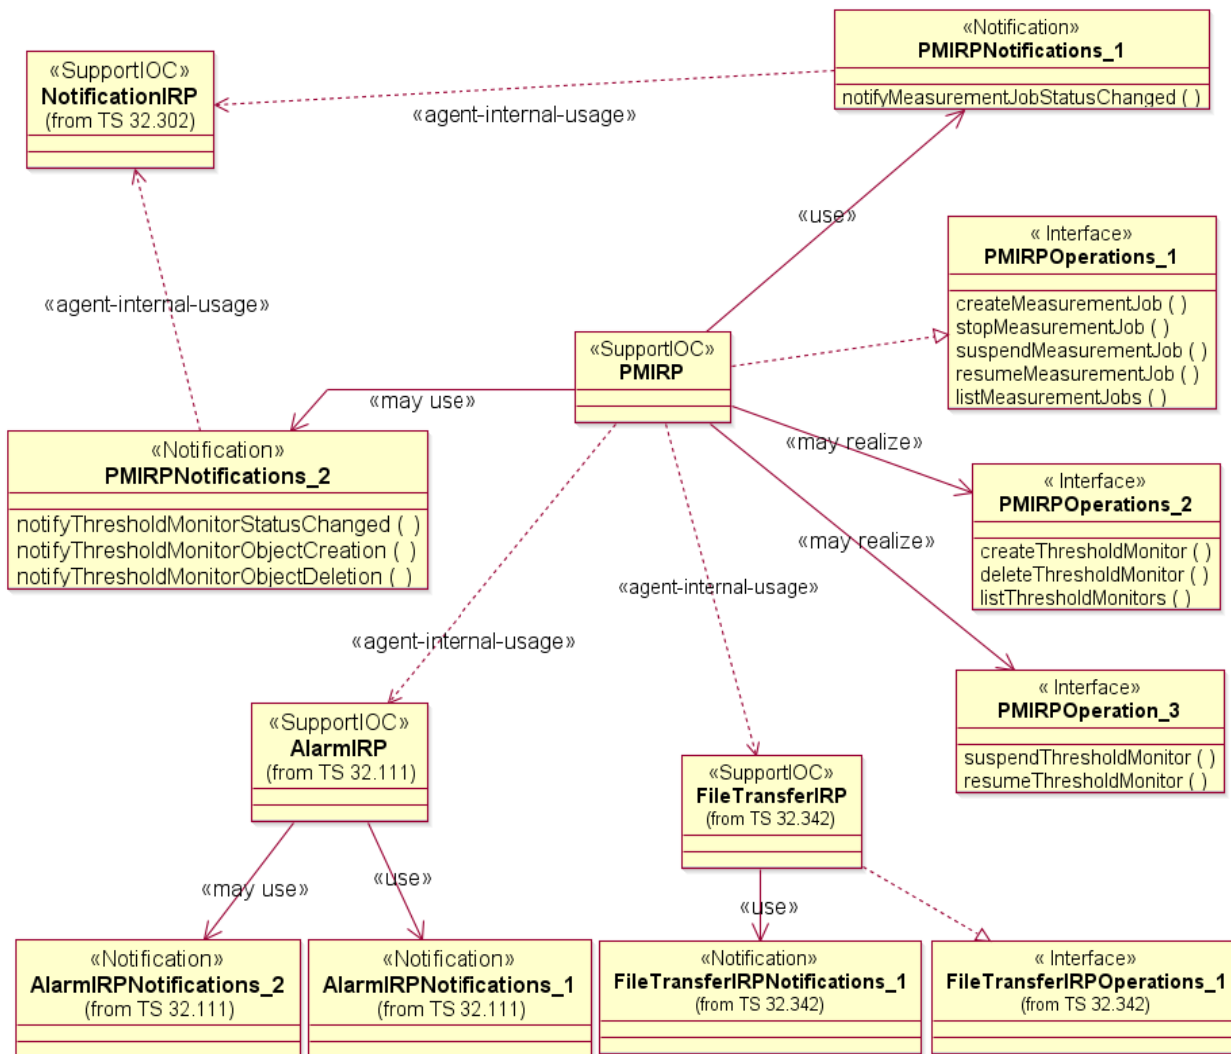 «Notification»
PMIRPNotifications_1
notifyMeasurementJobStatusChanged ( )
«SupportIOC»
NotificationIRP
(from TS 32.302)
«agent-internal-usage»
«use»
« Interface»
PMIRPOperations_1
createMeasurementJob ( )
stopMeasurementJob ( )
suspendMeasurementJob ( )
resumeMeasurementJob ( )
listMeasurementJobs ( )
«agent-internal-usage»
«SupportIOC»
PMIRP
«may use»
«Notification»
PMIRPNotifications_2
notifyThresholdMonitorStatusChanged ( )
notifyThresholdMonitorObjectCreation ( )
notifyThresholdMonitorObjectDeletion ( )
«may realize»
« Interface»
PMIRPOperations_2
createThresholdMonitor ( )
deleteThresholdMonitor ( )
listThresholdMonitors ( )
«may realize»
«agent-internal-usage»
«agent-internal-usage»
« Interface»
PMIRPOperation_3
suspendThresholdMonitor ( )
resumeThresholdMonitor ( )
«SupportIOC»
AlarmIRP
(from TS 32.111)
«SupportIOC»
FileTransferIRP
(from TS 32.342)
«may use»
«use»
«use»
«Notification»
AlarmIRPNotifications_2
(from TS 32.111)
«Notification»
AlarmIRPNotifications_1
(from TS 32.111)
«Notification»
FileTransferIRPNotifications_1
(from TS 32.342)
« Interface»
FileTransferIRPOperations_1
(from TS 32.342)